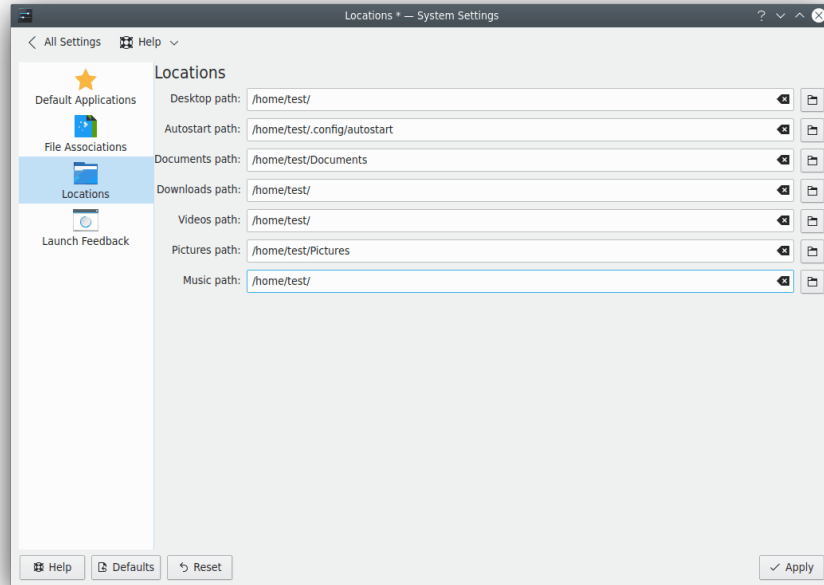 Locations * — System Settings
?
All Settings Help
Default Applications
File Associations
Locations
Launch Feedback
Locations
Desktop path: /home/test/
Autostart path: /home/test/.config/autostart
Documents path: /home/test/Documents
Downloads path: /home/test/
Videos path: /home/test/
Pictures path: /home/test/Pictures
Music path: /home/test/
Help Defaults Reset Apply